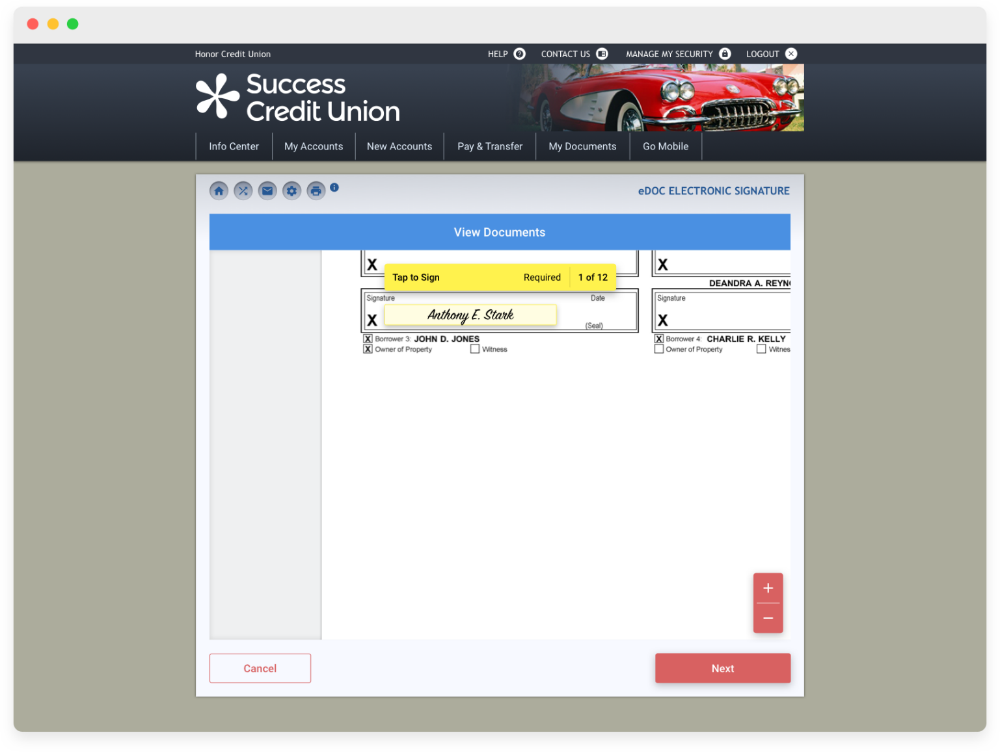 Honor Credit Union
HELP ? CONTACT US MANAGE MY SECURITY LOGOUT
Success
Credit Union
Info Center My Accounts New Accounts Pay & Transfer My Documents Go Mobile
eDOC ELECTRONIC SIGNATURE
View Documents
X
X
Tap to Sign Required 1 of 12
DEANDRA A. REYN
Signature Date
Signature
X Anthony E. Stark (Seal)
X
X Borrower 3: JOHN D. JONES
X Borrower 4: CHARLIE R. KELLY
X Owner of Property Witness
Owner of Property Witnes
+
−
Cancel
Next